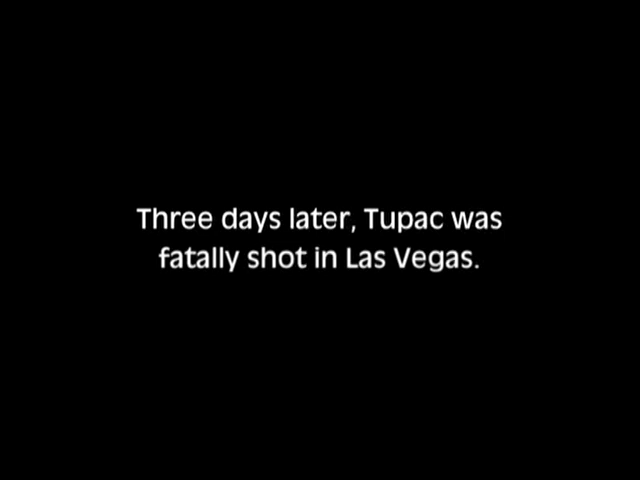 Three days later, Tupac was
fatally shot in Las Vegas.